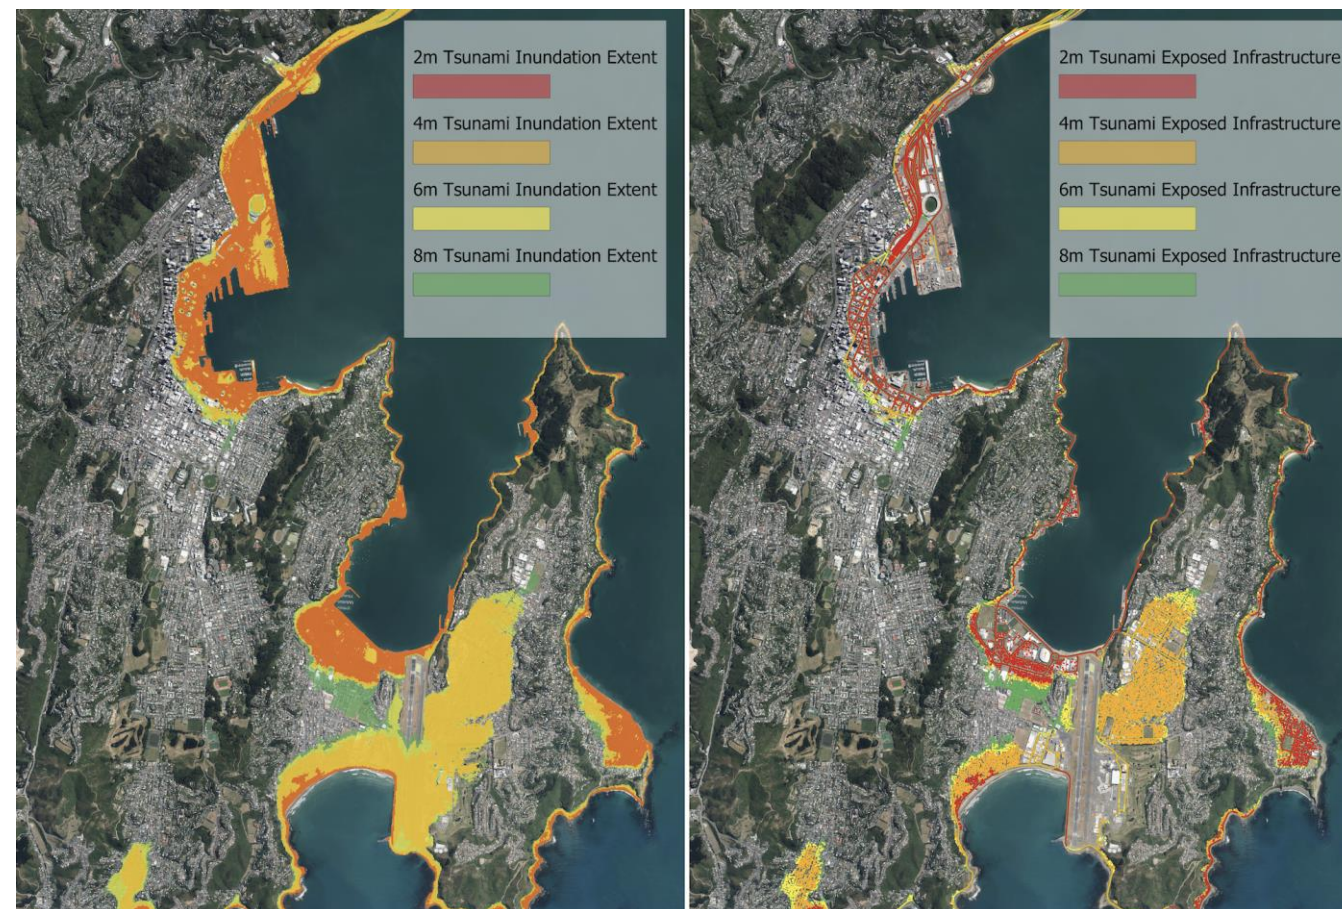 2m Tsunami Inundation Extent
4m Tsunami Inundation Extent
6m Tsunami Inundation Extent
8m Tsunami Inundation Extent
2m Tsunami Exposed Infrastructure
4m Tsunami Exposed Infrastructure
6m Tsunami Exposed Infrastructure
8m Tsunami Exposed Infrastructure